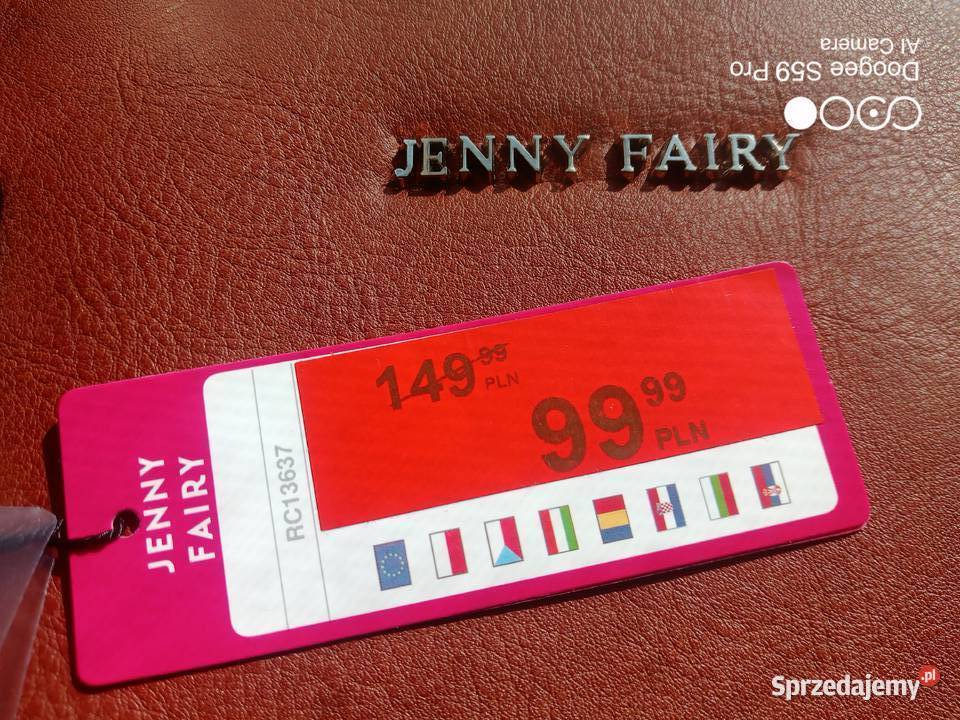 Doogee S59 Pro
AI Camera
JENNY FAIRY
149 99 PLN
99 99 PLN
RC13637
JENNY
FAIRY
Sprzedajemy.pl